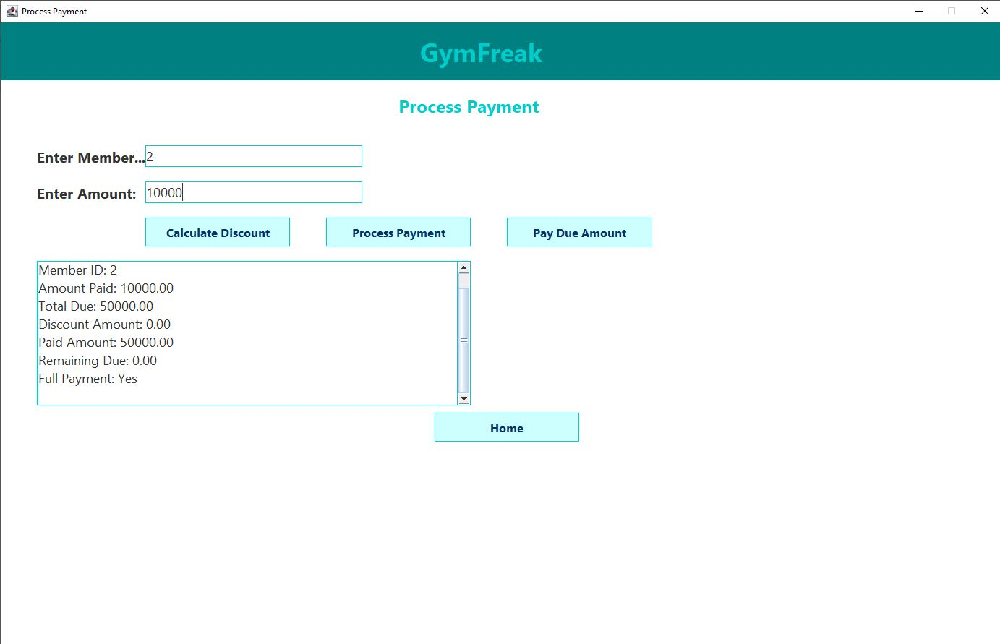 Process Payment
GymFreak
Process Payment
Enter Member... 2
Enter Amount: 10000
Calculate Discount Process Payment Pay Due Amount
Member ID: 2
Amount Paid: 10000.00
Total Due: 50000.00
Discount Amount: 0.00
Paid Amount: 50000.00
Remaining Due: 0.00
Full Payment: Yes
Home